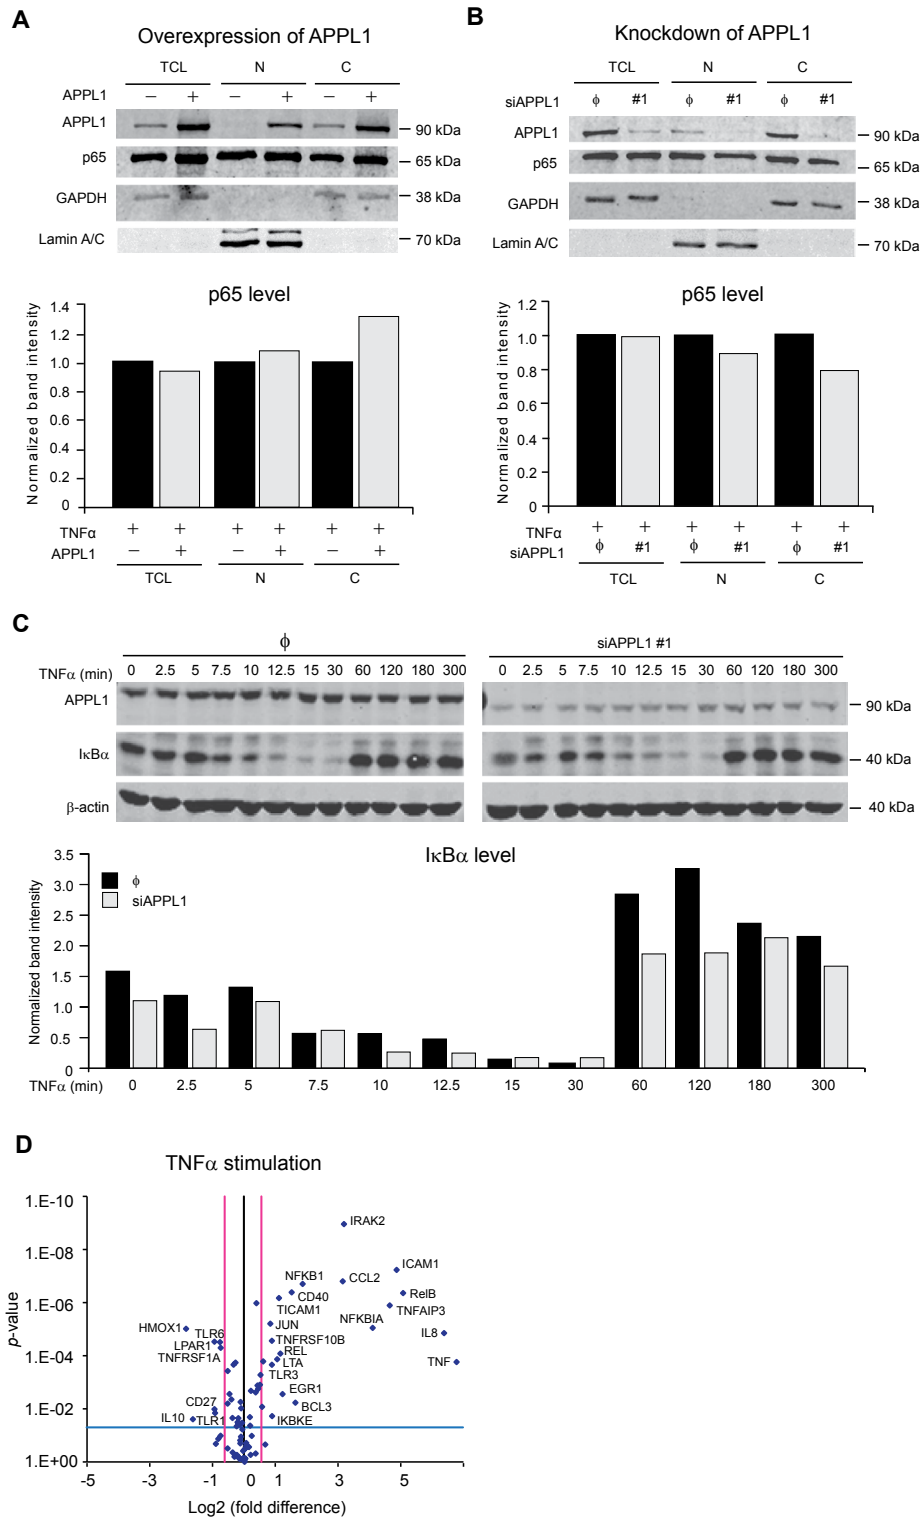 A
Overexpression of APPL1
TCL N C
APPL1 – + – + – +
APPL1 – 90 kDa
p65 – 65 kDa
GAPDH – 38 kDa
Lamin A/C – 70 kDa
p65 level
Normalized band intensity
1.4
1.2
1.0
0.8
0.6
0.4
0.2
0
TNFα + + + + + +
APPL1 – + – + – +
TCL N C
B
Knockdown of APPL1
TCL N C
siAPPL1 ϕ #1 ϕ #1 ϕ #1
APPL1 – 90 kDa
p65 – 65 kDa
GAPDH – 38 kDa
Lamin A/C – 70 kDa
p65 level
Normalized band intensity
1.2
1.0
0.8
0.6
0.4
0.2
0
TNFα + + + + + +
siAPPL1 ϕ #1 ϕ #1 ϕ #1
TCL N C
C
ϕ siAPPL1 #1
TNFα (min) 0 2.5 5 7.5 10 12.5 15 30 60 120 180 300 0 2.5 5 7.5 10 12.5 15 30 60 120 180 300
APPL1 – 90 kDa
IκBα – 40 kDa
β-actin – 40 kDa
IκBα level
Normalized band intensity
3.5
3.0
2.5
2.0
1.5
1.0
0.5
0
ϕ
siAPPL1
TNFα (min) 0 2.5 5 7.5 10 12.5 15 30 60 120 180 300
D
TNFα stimulation
p-value
1.E-10
1.E-08
1.E-06
1.E-04
1.E-02
1.E+00
IRAK2
ICAM1
NFKB1
CCL2
CD40
RelB
TICAM1
TNFAIP3
NFKBIA
HMOX1
TLR6
JUN
IL8
LPAR1
TNFRSF10B
TNFRSF1A
REL
LTA
TNF
TLR3
EGR1
CD27
BCL3
IL10
TLR1
IKBKE
-5 -3 -1 0 1 3 5
Log2 (fold difference)